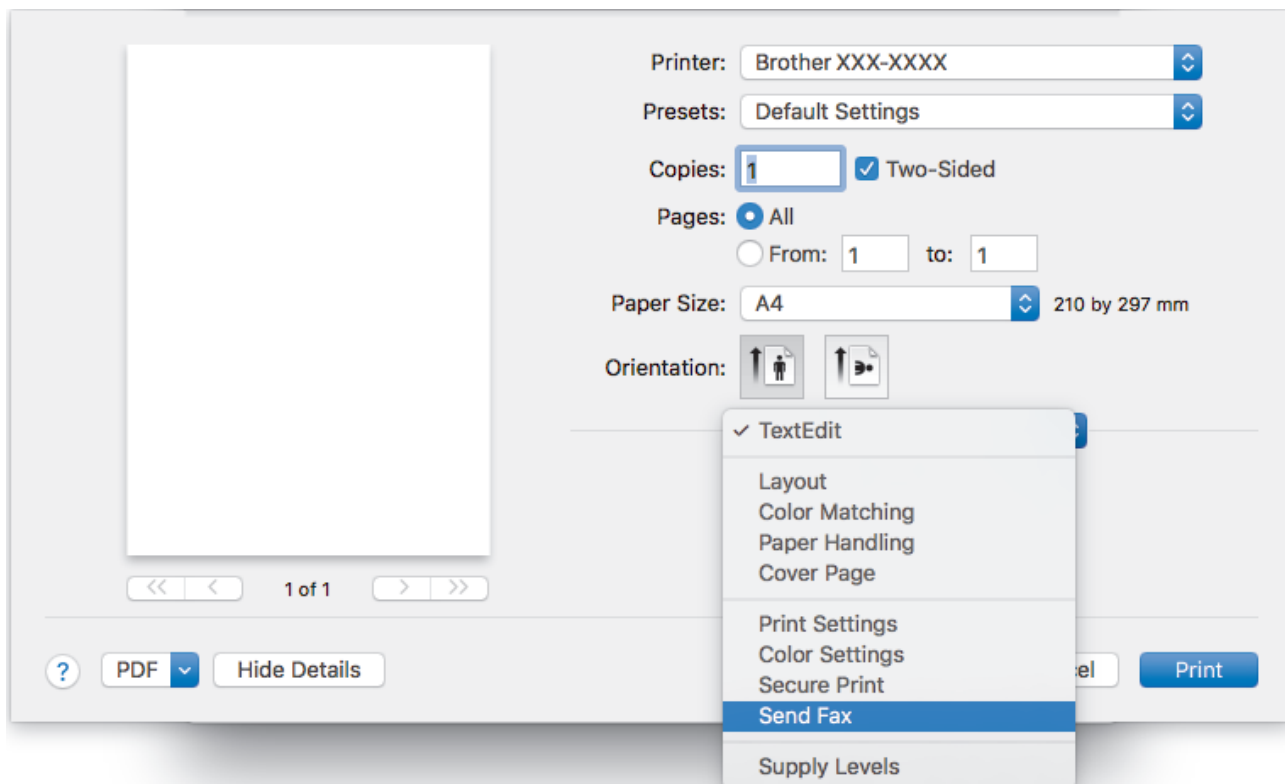 Printer: Brother XXX-XXXX
Presets: Default Settings
Copies: 1 Two-Sided
Pages: All
From: 1 to: 1
Paper Size: A4 210 by 297 mm
Orientation:
TextEdit
Layout
Color Matching
Paper Handling
Cover Page
1 of 1
Print Settings
Color Settings
Secure Print
Send Fax
Supply Levels
? PDF Hide Details Print